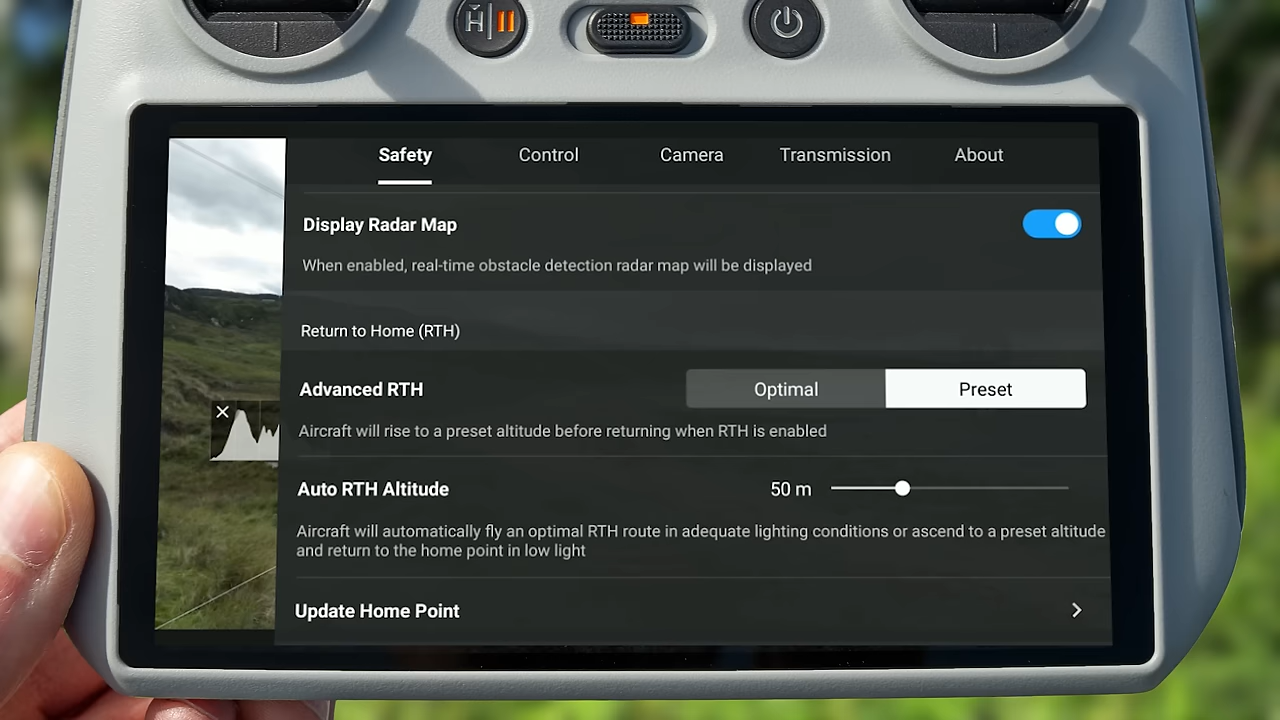 H
Safety
Control
Camera
Transmission
About
Display Radar Map
When enabled, real-time obstacle detection radar map will be displayed
Return to Home (RTH)
Advanced RTH
Optimal
Preset
Aircraft will rise to a preset altitude before returning when RTH is enabled
Auto RTH Altitude
50 m
Aircraft will automatically fly an optimal RTH route in adequate lighting conditions or ascend to a preset altitude
and return to the home point in low light
Update Home Point